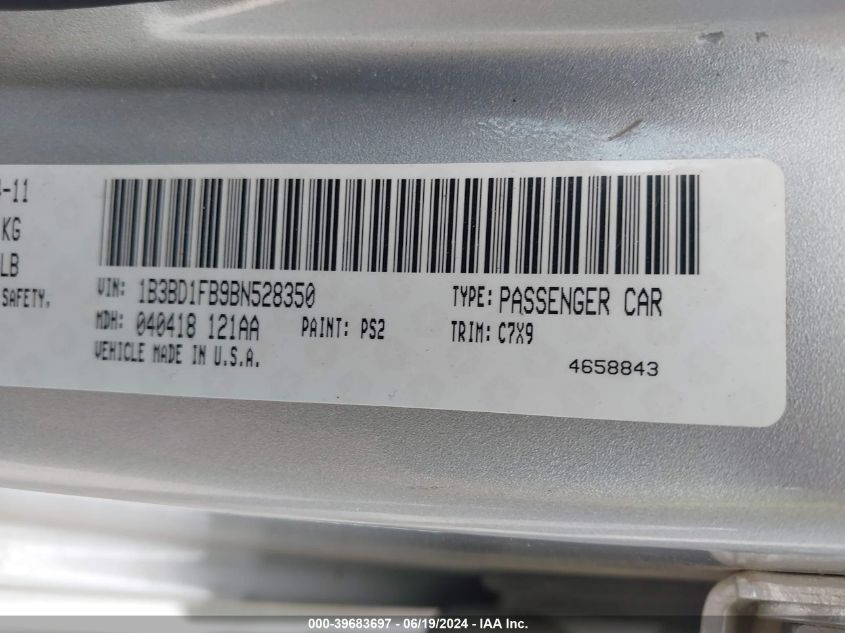 -11
KG
LB
SAFETY,
VIN: 1B3BD1FB9BN528350 TYPE: PASSENGER CAR
MDH: 040418 121AA PAINT: PS2 TRIM: C7X9
VEHICLE MADE IN U.S.A.
4658843
000-39683697 - 06/19/2024 - IAA Inc.